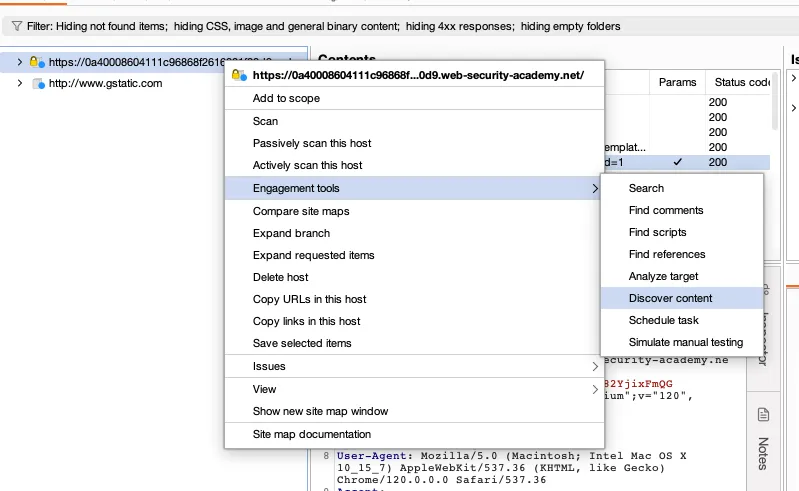 Filter: Hiding not found items; hiding CSS, image and general binary content; hiding 4xx responses; hiding empty folders
https://0a40008604111c96868f2616
http://www.gstatic.com
Contents
https://0a40008604111c96868f...0d9.web-security-academy.net/
Add to scope
Scan
Passively scan this host
Actively scan this host
Engagement tools
Compare site maps
Expand branch
Expand requested items
Delete host
Copy URLs in this host
Copy links in this host
Save selected items
Issues
View
Show new site map window
Site map documentation
Params
Status code
200
200
200
emplat...
200
d=1
200
Search
Find comments
Find scripts
Find references
Analyze target
Discover content
Schedule task
Simulate manual testing
Inspector
Notes
ecurity-academy.ne
82YjixFmQG
ium";v="120",
8
User-Agent: Mozilla/5.0 (Macintosh; Intel Mac OS X
10_15_7) AppleWebKit/537.36 (KHTML, like Gecko)
Chrome/120.0.0.0 Safari/537.36